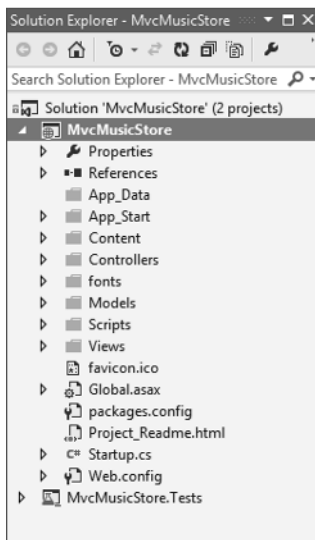 Solution Explorer - MvcMusicStore
Search Solution Explorer - MvcMusicStore
Solution 'MvcMusicStore' (2 projects)
MvcMusicStore
Properties
References
App_Data
App_Start
Content
Controllers
fonts
Models
Scripts
Views
favicon.ico
Global.asax
packages.config
Project_Readme.html
C# Startup.cs
Web.config
MvcMusicStore.Tests